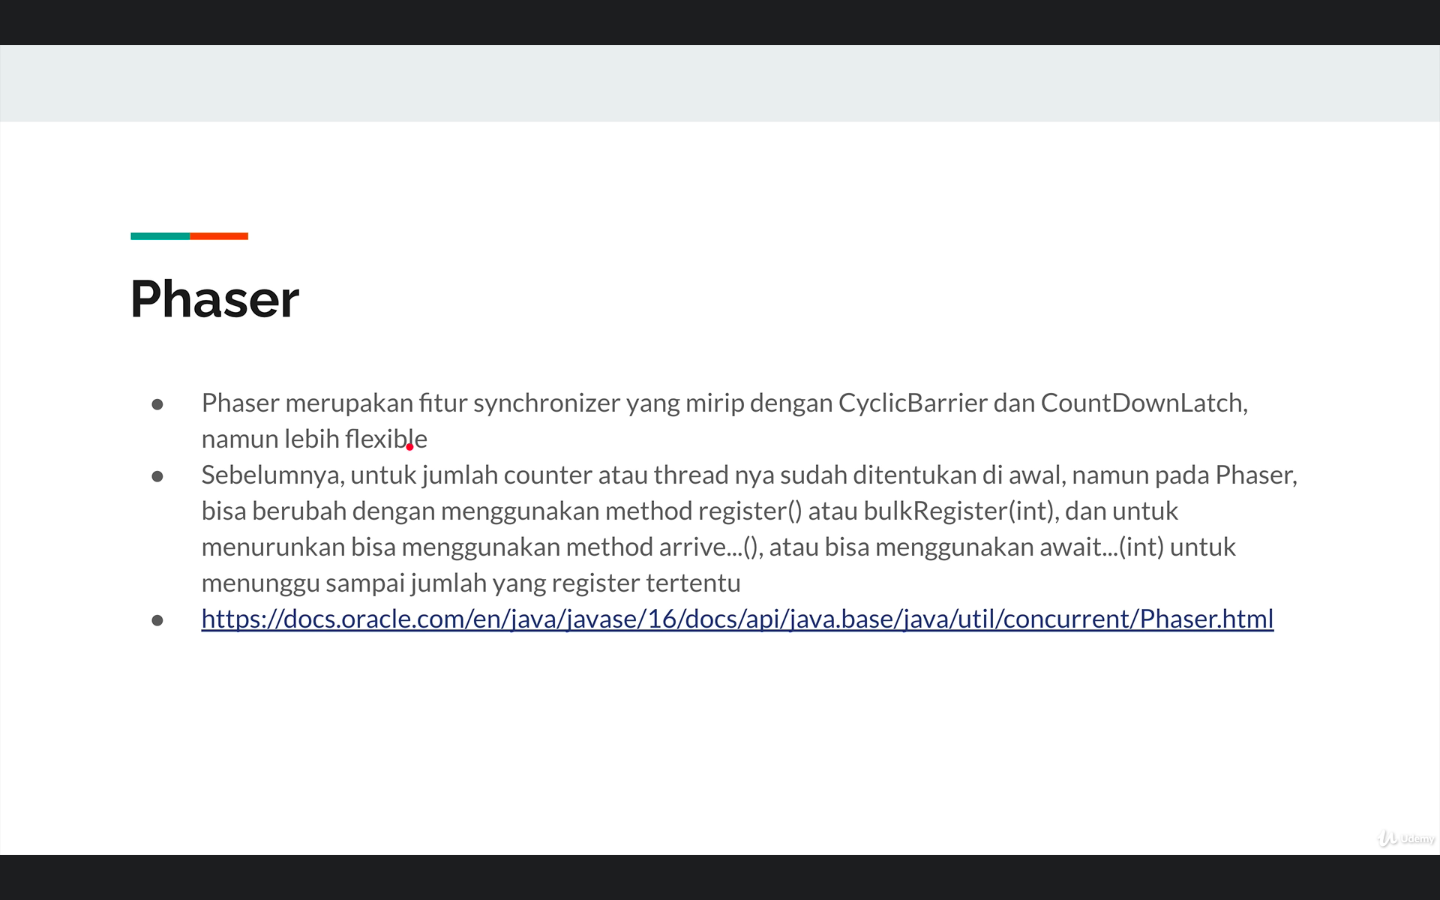 Phaser
● Phaser merupakan fitur synchronizer yang mirip dengan CyclicBarrier dan CountDownLatch,
namun lebih flexible
● Sebelumnya, untuk jumlah counter atau thread nya sudah ditentukan di awal, namun pada Phaser,
bisa berubah dengan menggunakan method register() atau bulkRegister(int), dan untuk
menurunkan bisa menggunakan method arrive...(), atau bisa menggunakan await...(int) untuk
menunggu sampai jumlah yang register tertentu
● https://docs.oracle.com/en/java/javase/16/docs/api/java.base/java/util/concurrent/Phaser.html
Udemy